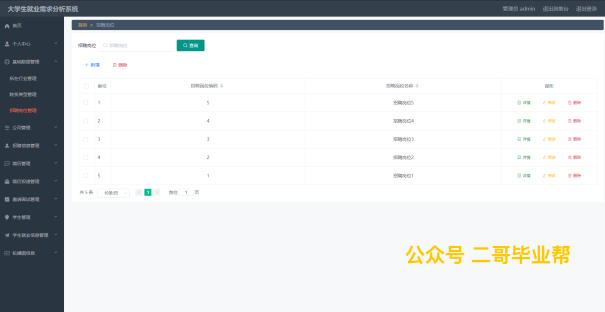 大学生就业需求分析系统
管理员 admin 退出到前台 退出登录
首页
个人中心
基础数据管理
所在行业管理
职位类型管理
招聘岗位管理
公司管理
招聘信息管理
简历管理
简历投递管理
邀请面试管理
学生管理
学生就业信息管理
轮播图信息
首页 招聘岗位
招聘岗位 招聘岗位 查询
新增 删除
索引 招聘岗位编码 招聘岗位名称 操作
1 5 招聘岗位5 详情 修改 删除
2 4 招聘岗位4 详情 修改 删除
3 3 招聘岗位3 详情 修改 删除
4 2 招聘岗位2 详情 修改 删除
5 1 招聘岗位1 详情 修改 删除
共 5 条 10条/页 1 前往 1 页
公众号 二哥毕业帮